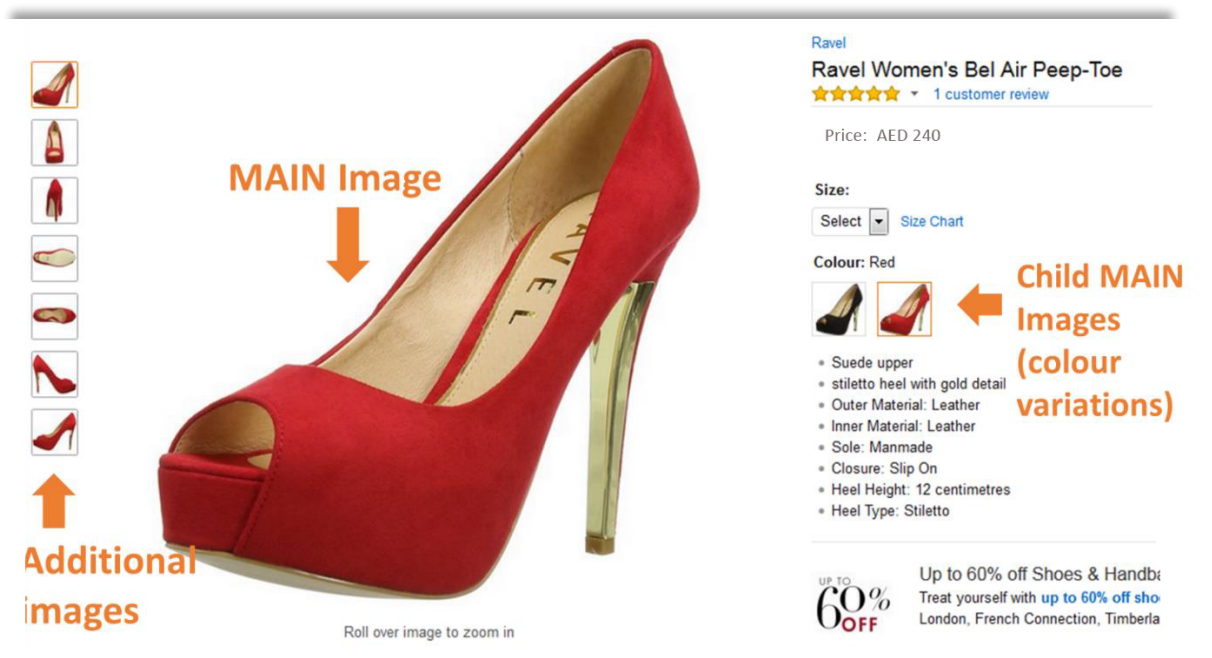 Ravel
Ravel Women's Bel Air Peep-Toe
1 customer review
Price: AED 240
MAIN Image
Size:
Select
Size Chart
Colour: Red
Child MAIN
Images
(colour
variations)
Suede upper
stiletto heel with gold detail
Outer Material: Leather
Inner Material: Leather
Sole: Manmade
Closure: Slip On
Heel Height: 12 centimetres
Heel Type: Stiletto
AVEL
Additional
images
Roll over image to zoom in
UP TO
60%
OFF
Up to 60% off Shoes & Handba
Treat yourself with up to 60% off sho
London, French Connection, Timberla